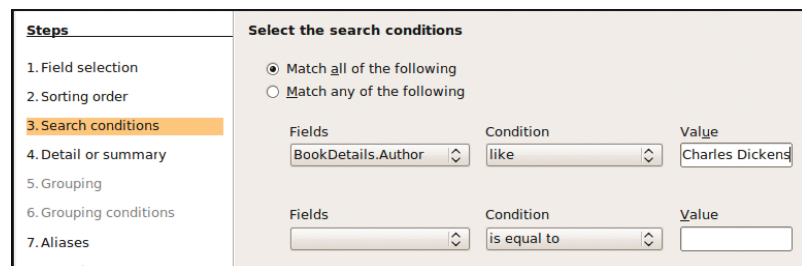 Steps
1. Field selection
2. Sorting order
3. Search conditions
4. Detail or summary
5. Grouping
6. Grouping conditions
7. Aliases
Select the search conditions
Match all of the following
Match any of the following
Fields Condition Value
BookDetails.Author like Charles Dickens
Fields Condition Value
is equal to